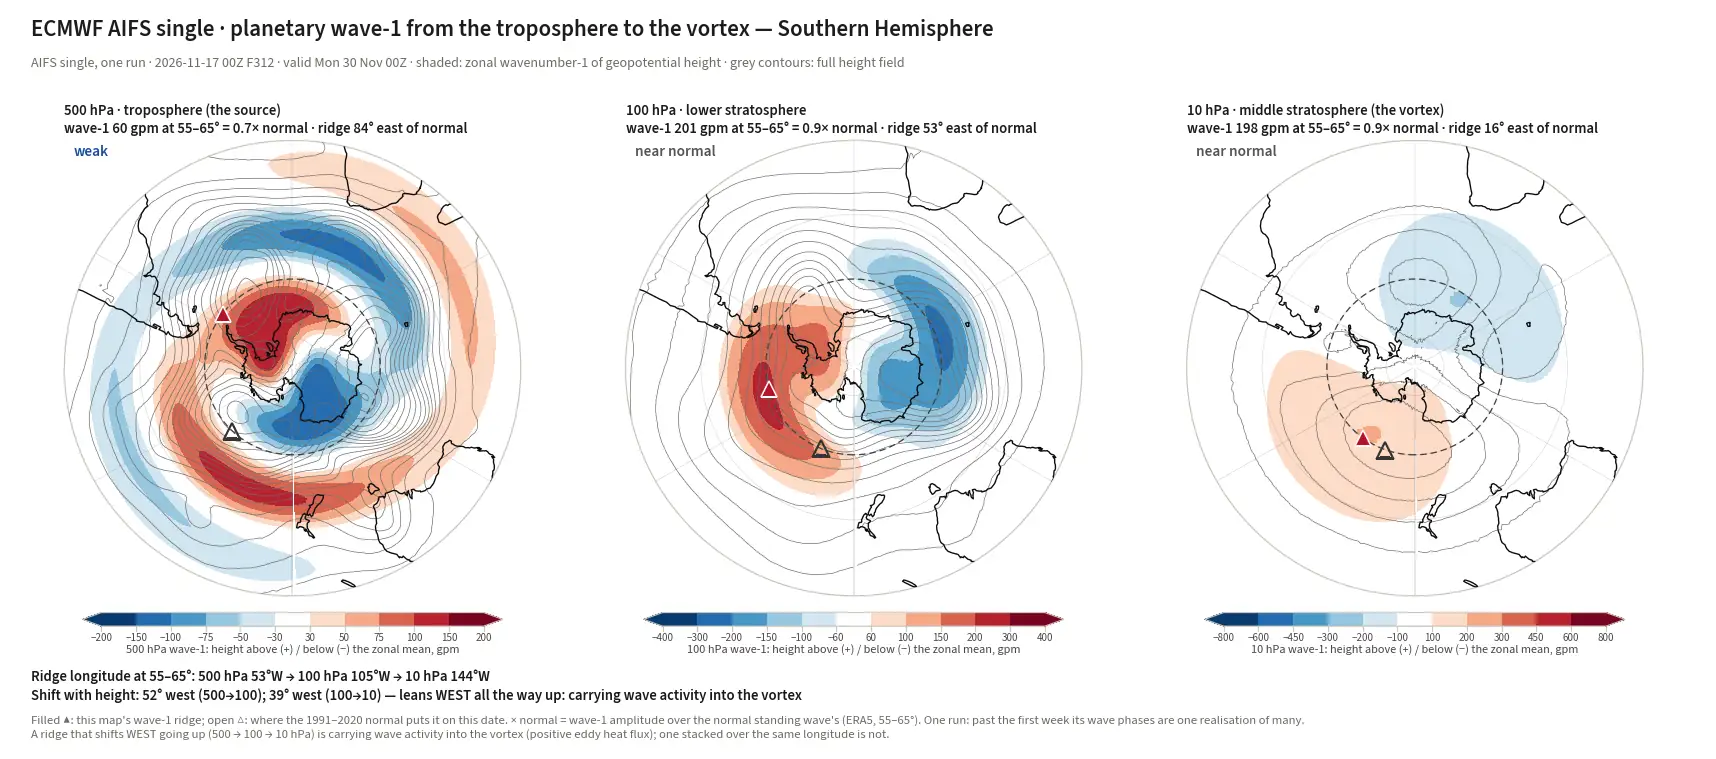 ECMWF AIFS single · planetary wave-1 from the troposphere to the vortex — Southern Hemisphere
AIFS single, one run · 2026-11-17 00Z F312 · valid Mon 30 Nov 00Z · shaded: zonal wavenumber-1 of geopotential height · grey contours: full height field
500 hPa · troposphere (the source)
wave-1 60 gpm at 55–65° = 0.7× normal · ridge 84° east of normal
weak
100 hPa · lower stratosphere
wave-1 201 gpm at 55–65° = 0.9× normal · ridge 53° east of normal
near normal
10 hPa · middle stratosphere (the vortex)
wave-1 198 gpm at 55–65° = 0.9× normal · ridge 16° east of normal
near normal
−200 −150 −100 −75 −50 −30 30 50 75 100 150 200
500 hPa wave-1: height above (+) / below (−) the zonal mean, gpm
−400 −300 −200 −150 −100 −60 60 100 150 200 300 400
100 hPa wave-1: height above (+) / below (−) the zonal mean, gpm
−800 −600 −450 −300 −200 −100 100 200 300 450 600 800
10 hPa wave-1: height above (+) / below (−) the zonal mean, gpm
Ridge longitude at 55–65°: 500 hPa 53°W → 100 hPa 105°W → 10 hPa 144°W
Shift with height: 52° west (500→100); 39° west (100→10) — leans WEST all the way up: carrying wave activity into the vortex
Filled ▲: this map's wave-1 ridge; open △: where the 1991–2020 normal puts it on this date. × normal = wave-1 amplitude over the normal standing wave's (ERA5, 55–65°). One run: past the first week its wave phases are one realisation of many.
A ridge that shifts WEST going up (500 → 100 → 10 hPa) is carrying wave activity into the vortex (positive eddy heat flux); one stacked over the same longitude is not.